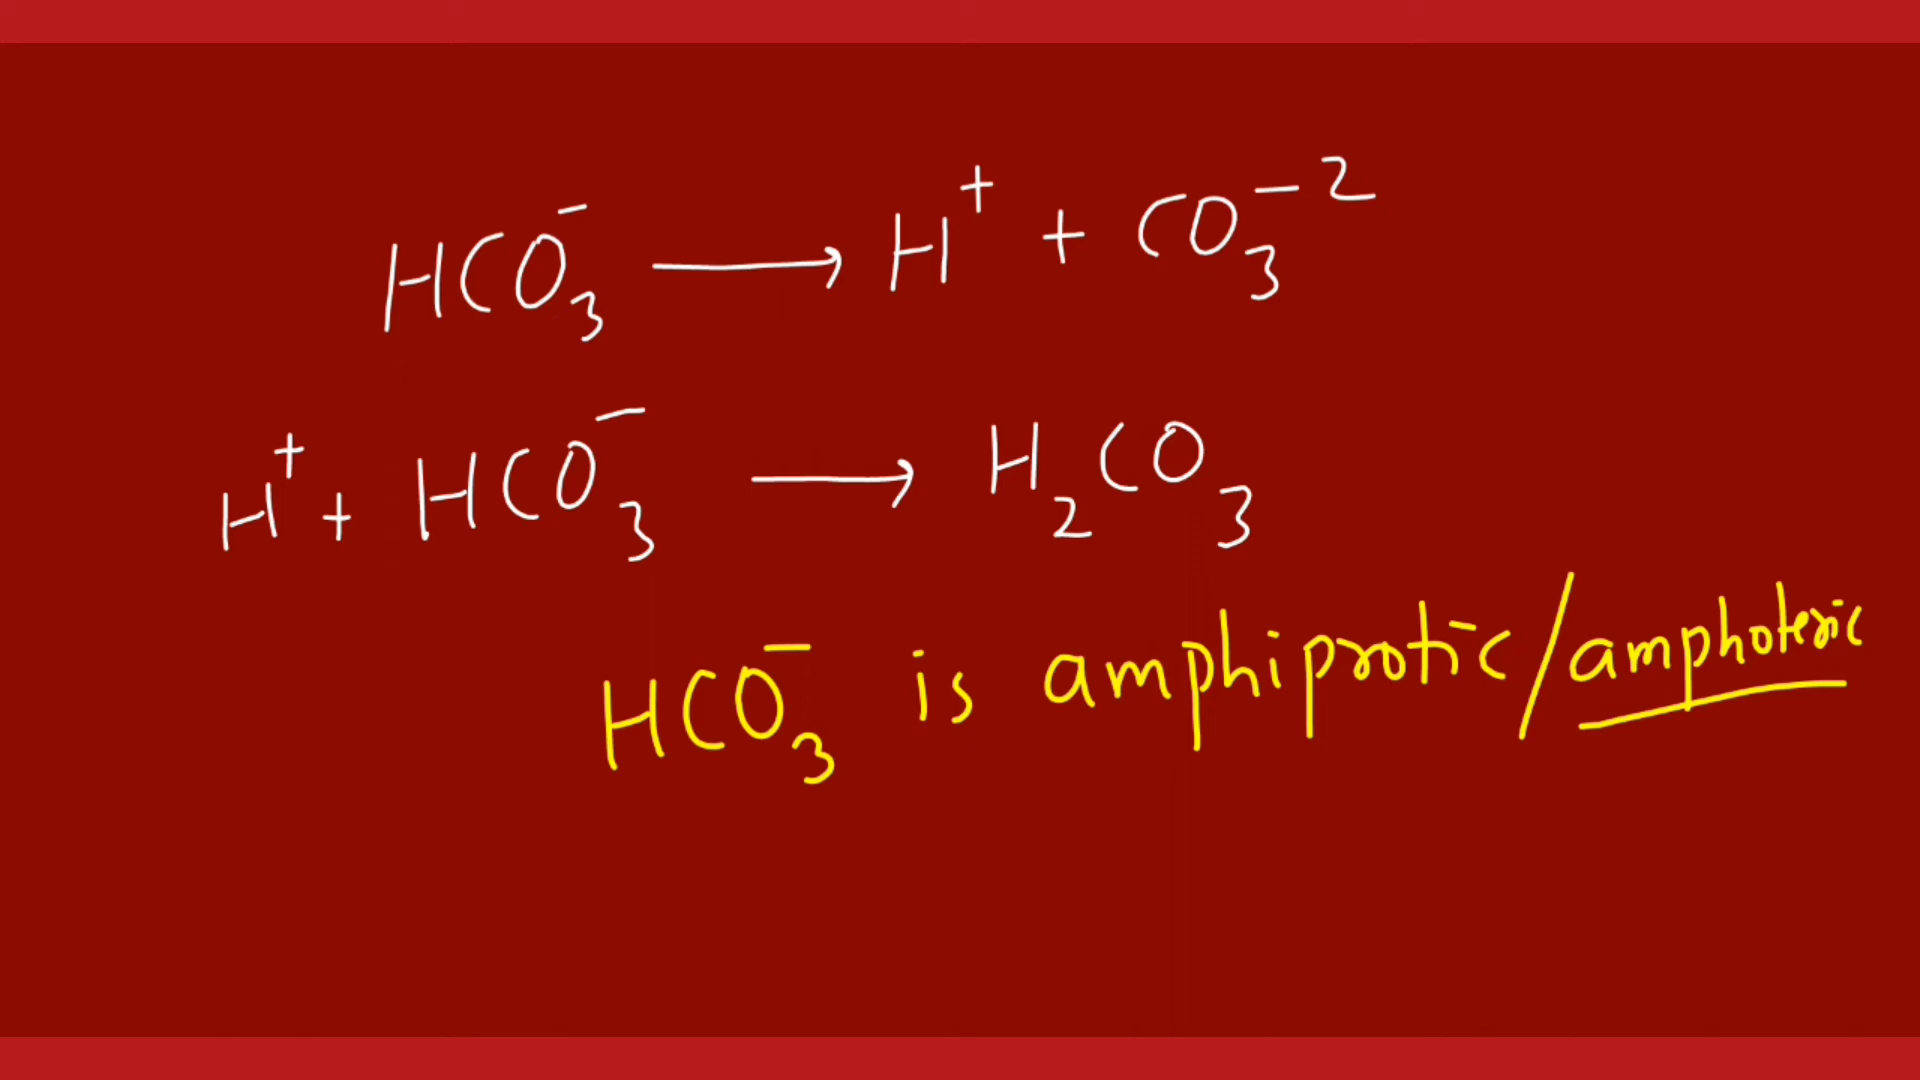 HCO₃⁻ → H⁺ + CO₃⁻²
H⁺ + HCO₃⁻ → H₂CO₃
HCO₃⁻ is amphiprotic/amphoteric